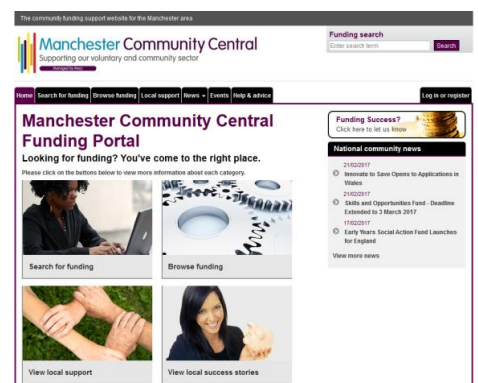 The community funding support website for the Manchester area
Manchester Community Central
Supporting our voluntary and community sector
Managed by Macc
Funding search
Enter search term
Search
Home
Search for funding
Browse funding
Local support
News
Events
Help & advice
Log in or register
Manchester Community Central
Funding Portal
Looking for funding? You've come to the right place.
Please click on the buttons below to view more information about each category.
Search for funding
Browse funding
View local support
View local success stories
Funding Success?
Click here to let us know
National community news
21/02/2017
Innovate to Save Opens to Applications in
Wales
21/02/2017
Skills and Opportunities Fund - Deadline
Extended to 3 March 2017
17/02/2017
Early Years Social Action Fund Launches
for England
View more news